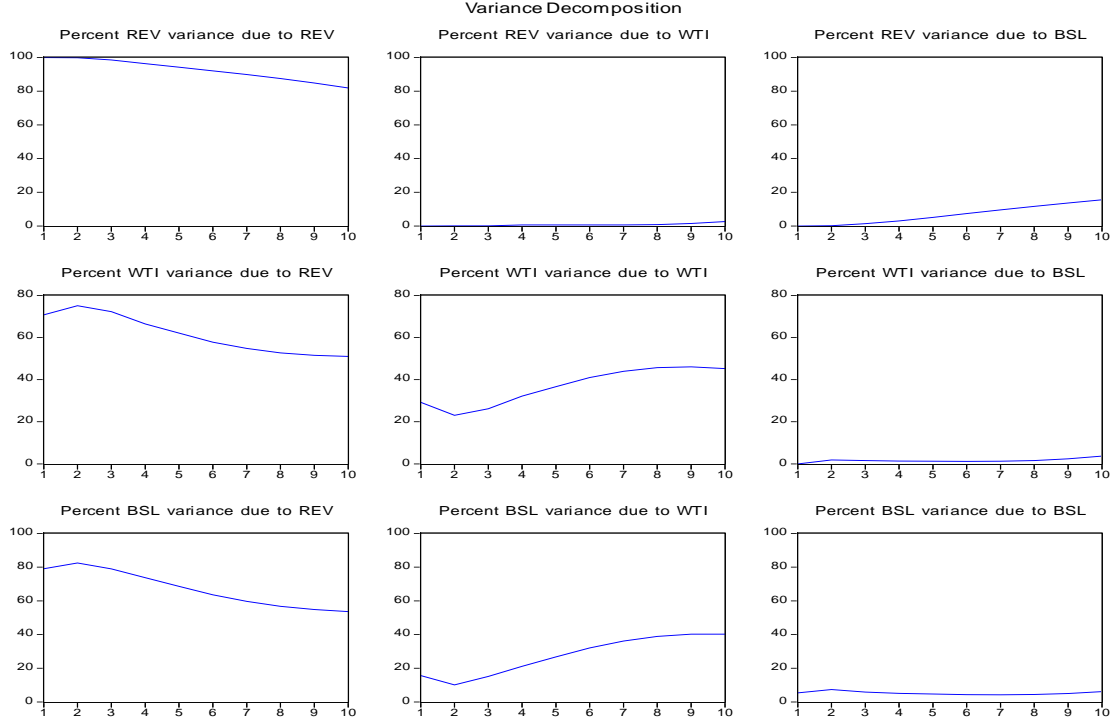 Variance Decomposition
Percent REV variance due to REV
100
80
60
40
20
0
1 2 3 4 5 6 7 8 9 10
Percent REV variance due to WTI
100
80
60
40
20
0
1 2 3 4 5 6 7 8 9 10
Percent REV variance due to BSL
100
80
60
40
20
0
1 2 3 4 5 6 7 8 9 10
Percent WTI variance due to REV
80
60
40
20
0
1 2 3 4 5 6 7 8 9 10
Percent WTI variance due to WTI
80
60
40
20
0
1 2 3 4 5 6 7 8 9 10
Percent WTI variance due to BSL
80
60
40
20
0
1 2 3 4 5 6 7 8 9 10
Percent BSL variance due to REV
100
80
60
40
20
0
1 2 3 4 5 6 7 8 9 10
Percent BSL variance due to WTI
100
80
60
40
20
0
1 2 3 4 5 6 7 8 9 10
Percent BSL variance due to BSL
100
80
60
40
20
0
1 2 3 4 5 6 7 8 9 10